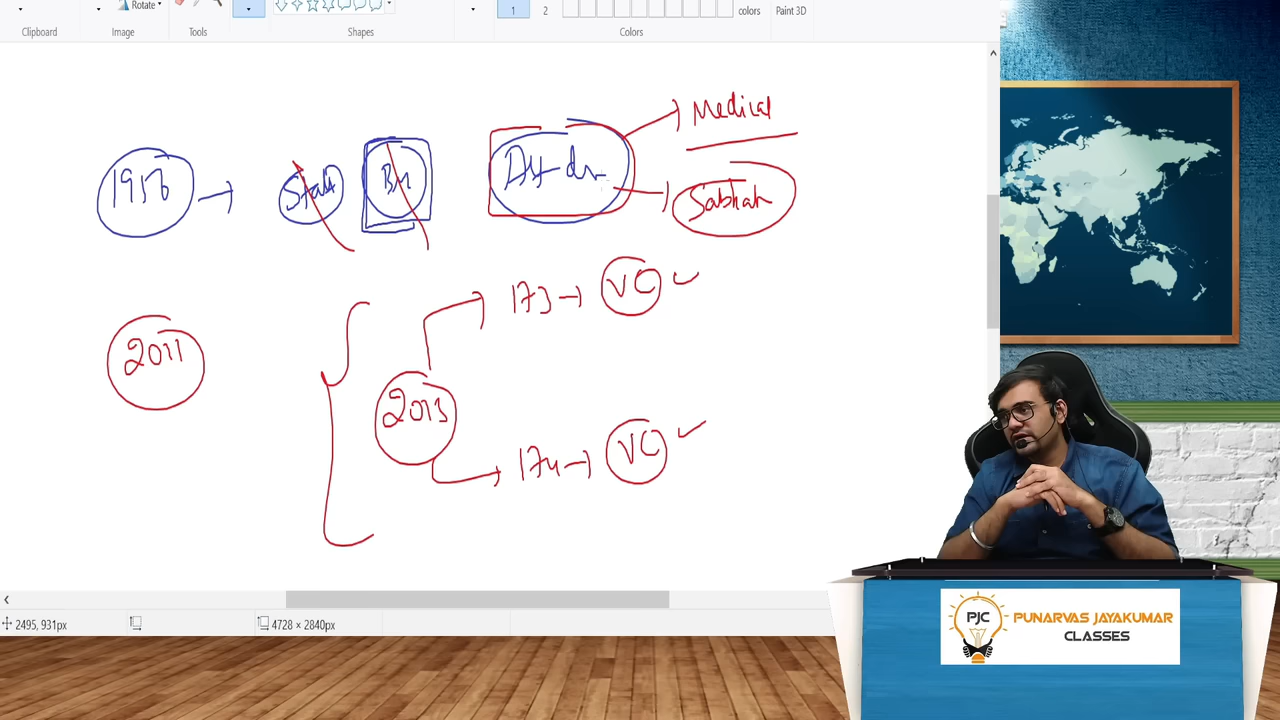 Rotate
Clipboard
Image
Tools
Shapes
1
2
colors
Paint 3D
Colors
1956
State
Medical
Sabhah
173 → VC ✓
2011
2013
174 → VC ✓
2495, 931px
4728 × 2840px
PJC
PUNARVAS JAYAKUMAR
CLASSES